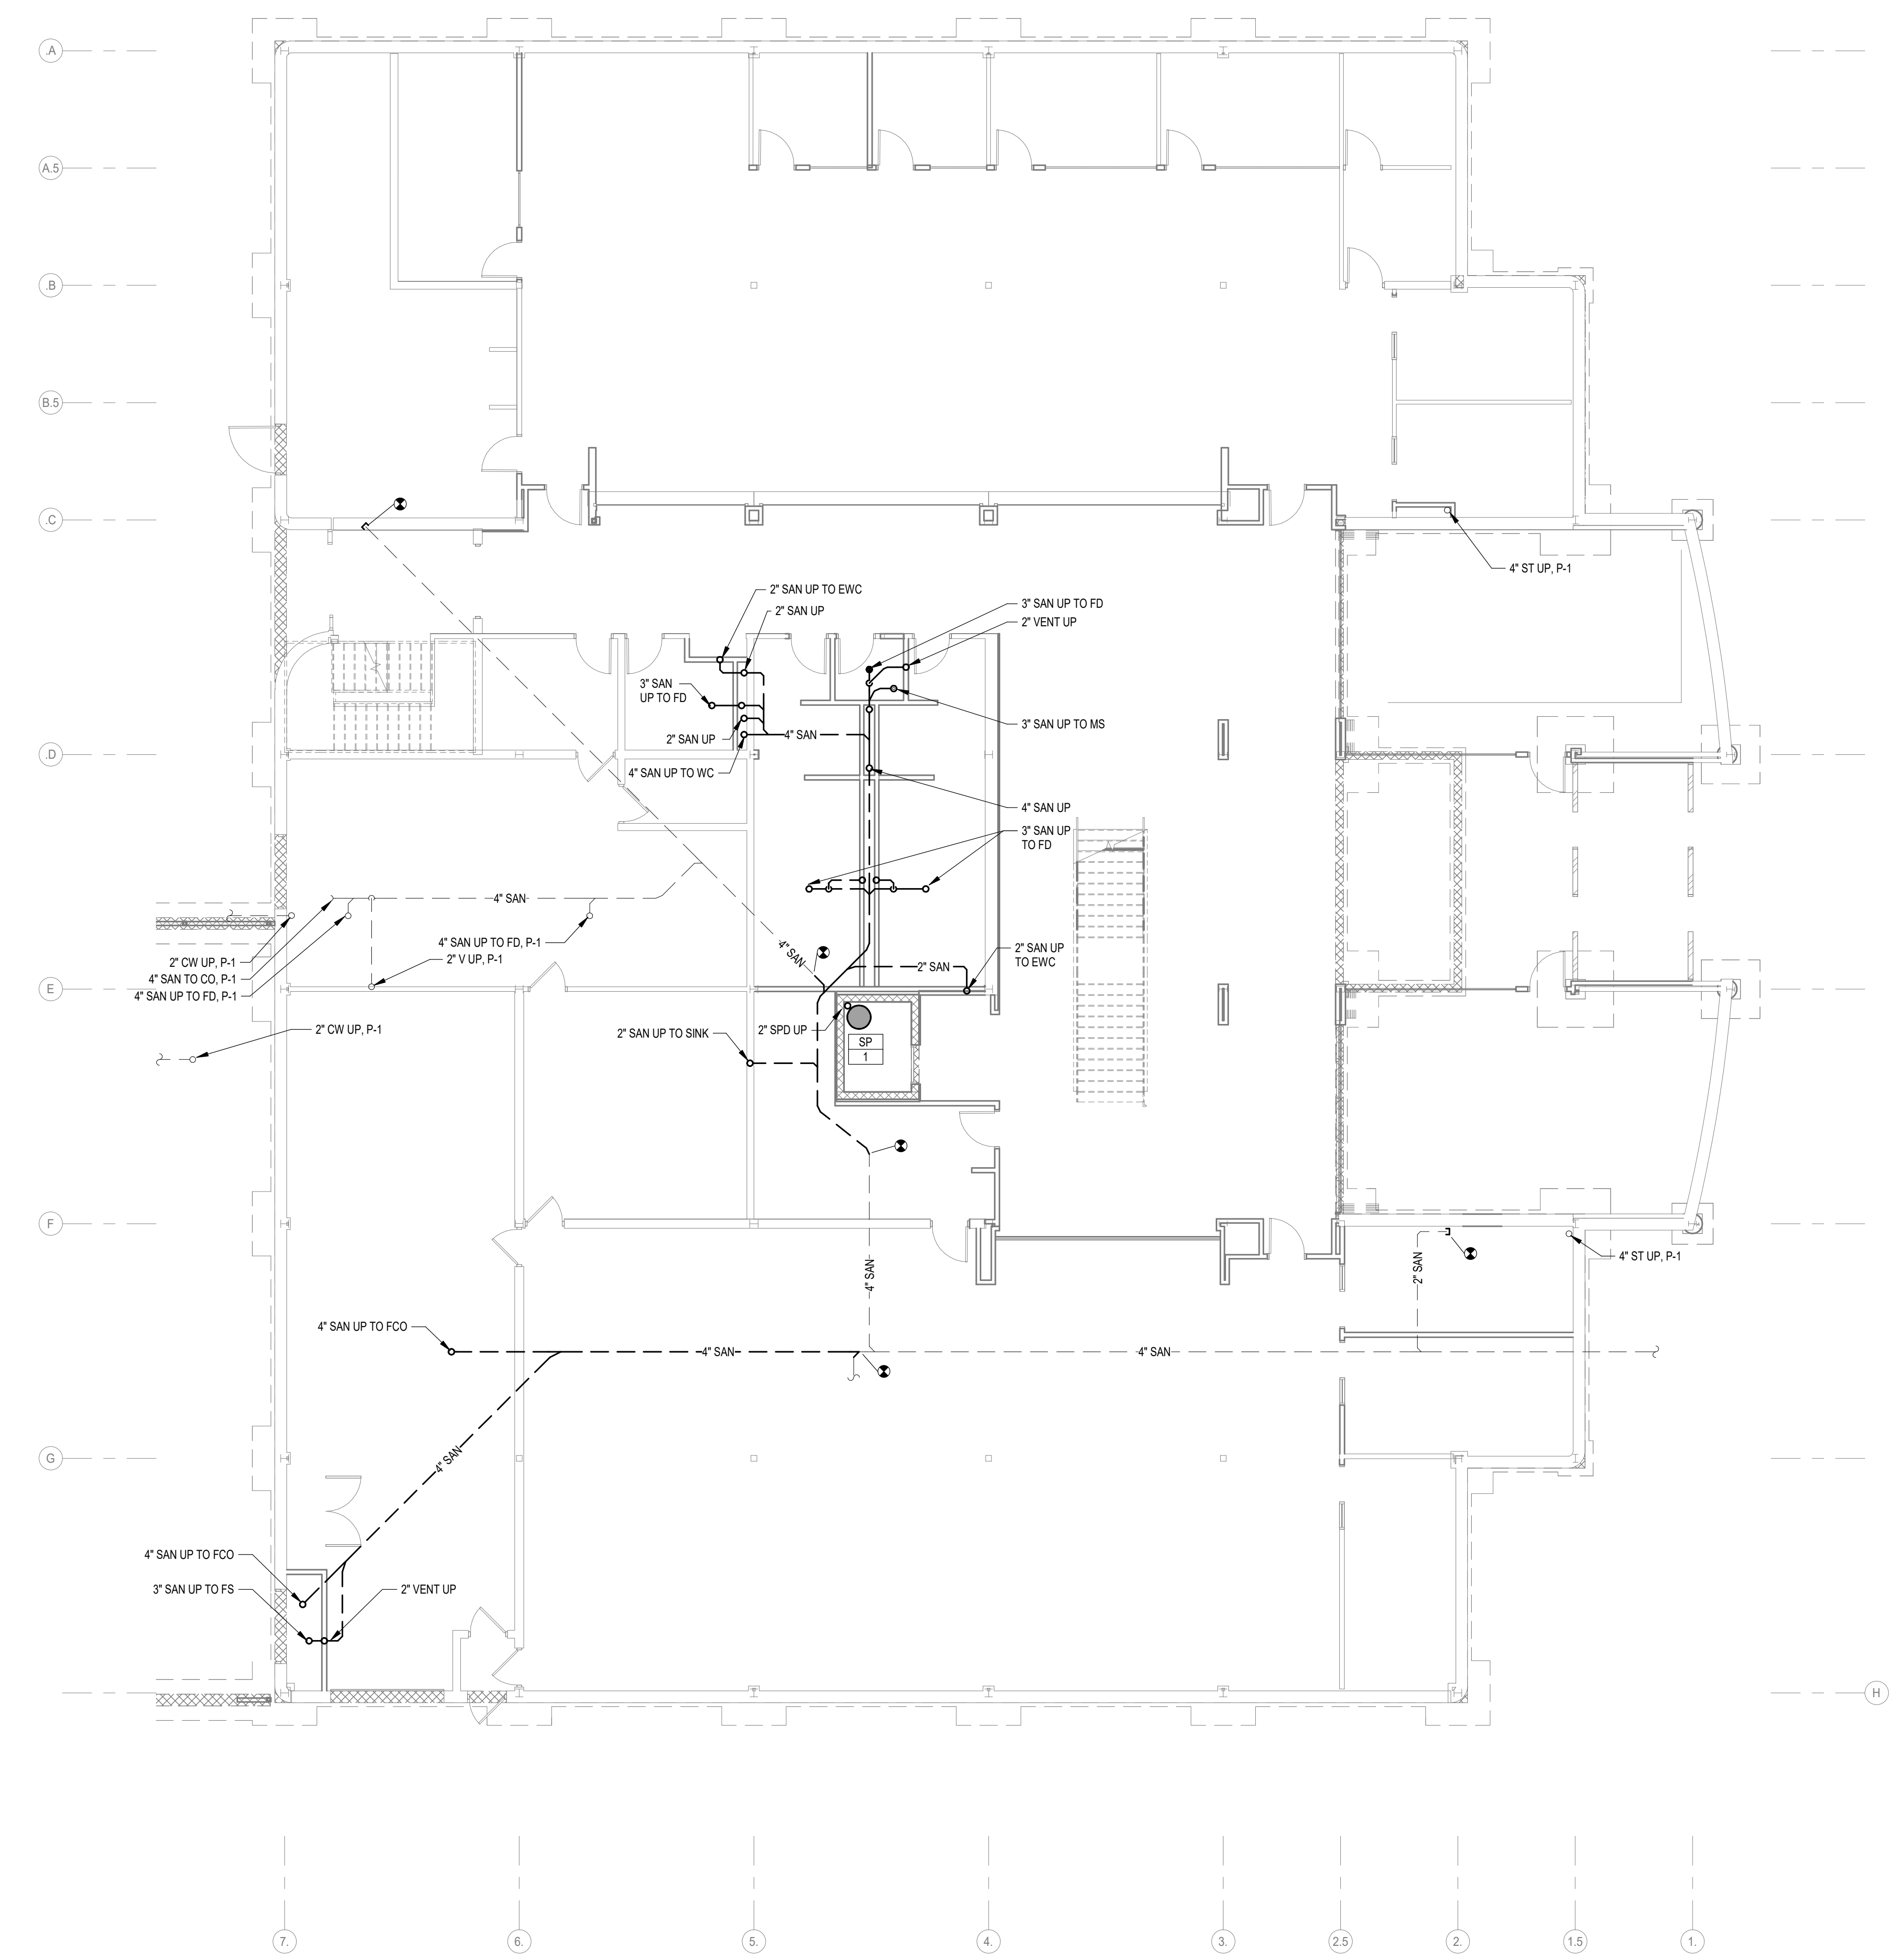 .A
A.5
.B
B.5
.C
4" ST UP, P-1
2" SAN UP TO EWC
2" SAN UP
3" SAN UP TO FD
2" VENT UP
3" SAN
UP TO FD
3" SAN UP TO MS
2" SAN UP
4" SAN
.D
4" SAN UP TO WC
4" SAN UP
3" SAN UP
TO FD
4" SAN
4" SAN UP TO FD, P-1
4" SAN
2" V UP, P-1
2" CW UP, P-1
4" SAN TO CO, P-1
4" SAN UP TO FD, P-1
2" SAN UP
TO EWC
2" SAN
E
2" CW UP, P-1
2" SAN UP TO SINK
2" SPD UP
SP
1
F
4" SAN
2" SAN
4" ST UP, P-1
4" SAN UP TO FCO
4" SAN
4" SAN
G
4" SAN
4" SAN UP TO FCO
3" SAN UP TO FS
2" VENT UP
H
7.
6.
5.
4.
3.
2.5
2.
1.5
1.